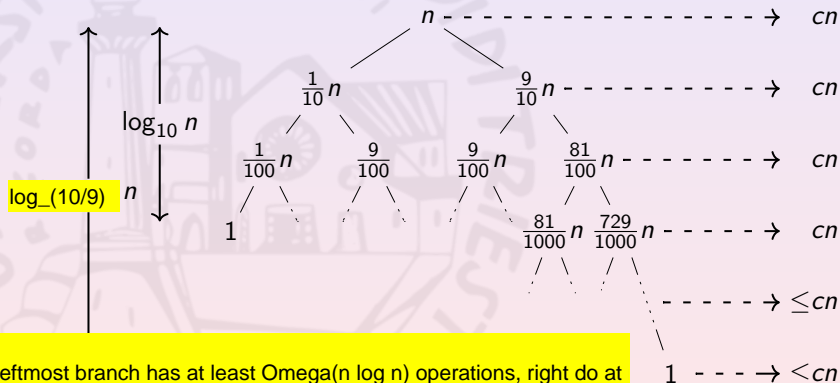 n cn
1/10 n 9/10 n cn
log₁₀ n
1/100 n 9/100 9/100 n 81/100 n cn
log_(10/9) n
1 81/1000 n 729/1000 n cn
≤cn
eftmost branch has at least Omega(n log n) operations, right do at
1 <cn